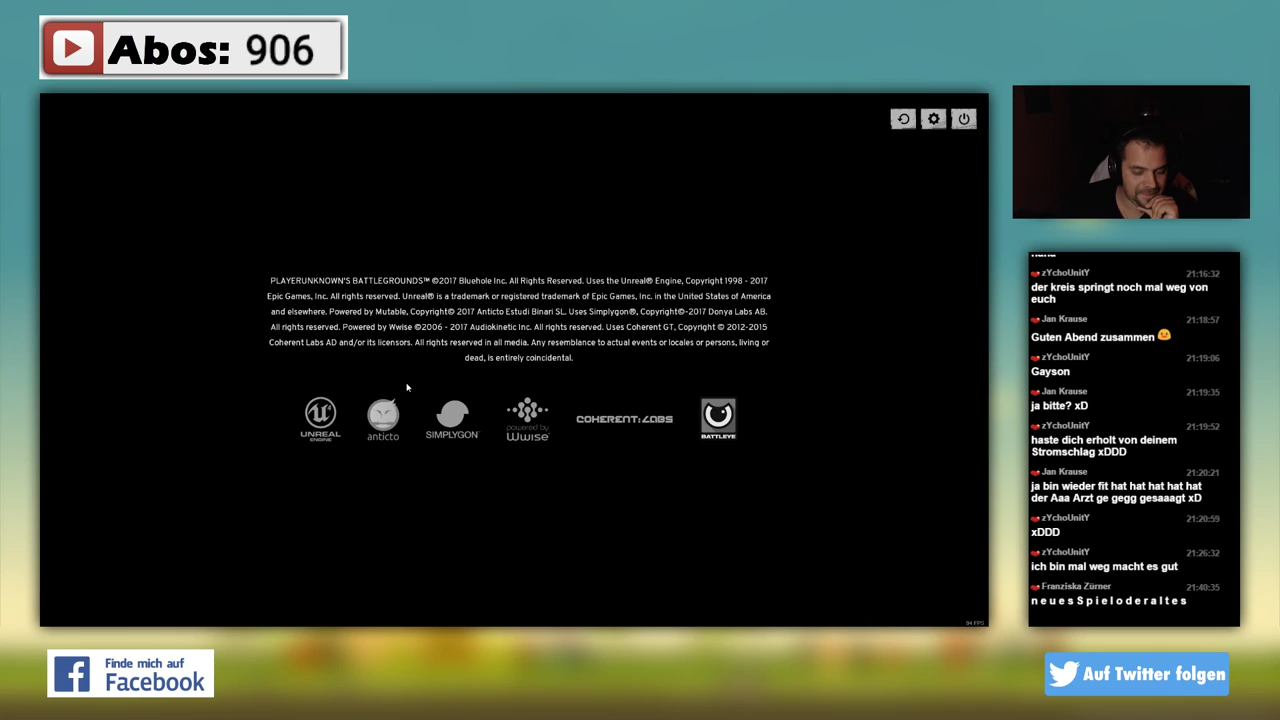 Abos: 906
PLAYERUNKNOWN'S BATTLEGROUNDS™ ©2017 Bluehole Inc. All Rights Reserved. Uses the Unreal® Engine, Copyright 1998 - 2017
Epic Games, Inc. All rights reserved. Unreal® is a trademark or registered trademark of Epic Games, Inc. in the United States of America
and elsewhere. Powered by Mutable, Copyright© 2017 Anticto Estudi Binari SL. Uses Simplygon®, Copyright©-2017 Donya Labs AB.
All rights reserved. Powered by Wwise ©2006 - 2017 Audiokinetic Inc. All rights reserved. Uses Coherent GT, Copyright © 2012-2015
Coherent Labs AD and/or its licensors. All rights reserved in all media. Any resemblance to actual events or locales or persons, living or
dead, is entirely coincidental.
UNREAL
ENGINE
anticto
SIMPLYGON
powered by
Wwise
COHERENT:LABS
BATTLEYE
94 FPS
zYchoUnitY 21:16:32
der kreis springt noch mal weg von
euch
Jan Krause 21:18:57
Guten Abend zusammen
zYchoUnitY 21:19:06
Gayson
Jan Krause 21:19:35
ja bitte? xD
zYchoUnitY 21:19:52
haste dich erholt von deinem
Stromschlag xDDD
Jan Krause 21:20:21
ja bin wieder fit hat hat hat hat hat
der Aaa Arzt ge gegg gesaaagt xD
zYchoUnitY 21:20:59
xDDD
zYchoUnitY 21:26:32
ich bin mal weg macht es gut
Franziska Zürner 21:40:35
n e u e s S p i e l o d e r a l t e s
Finde mich auf
Facebook
Auf Twitter folgen